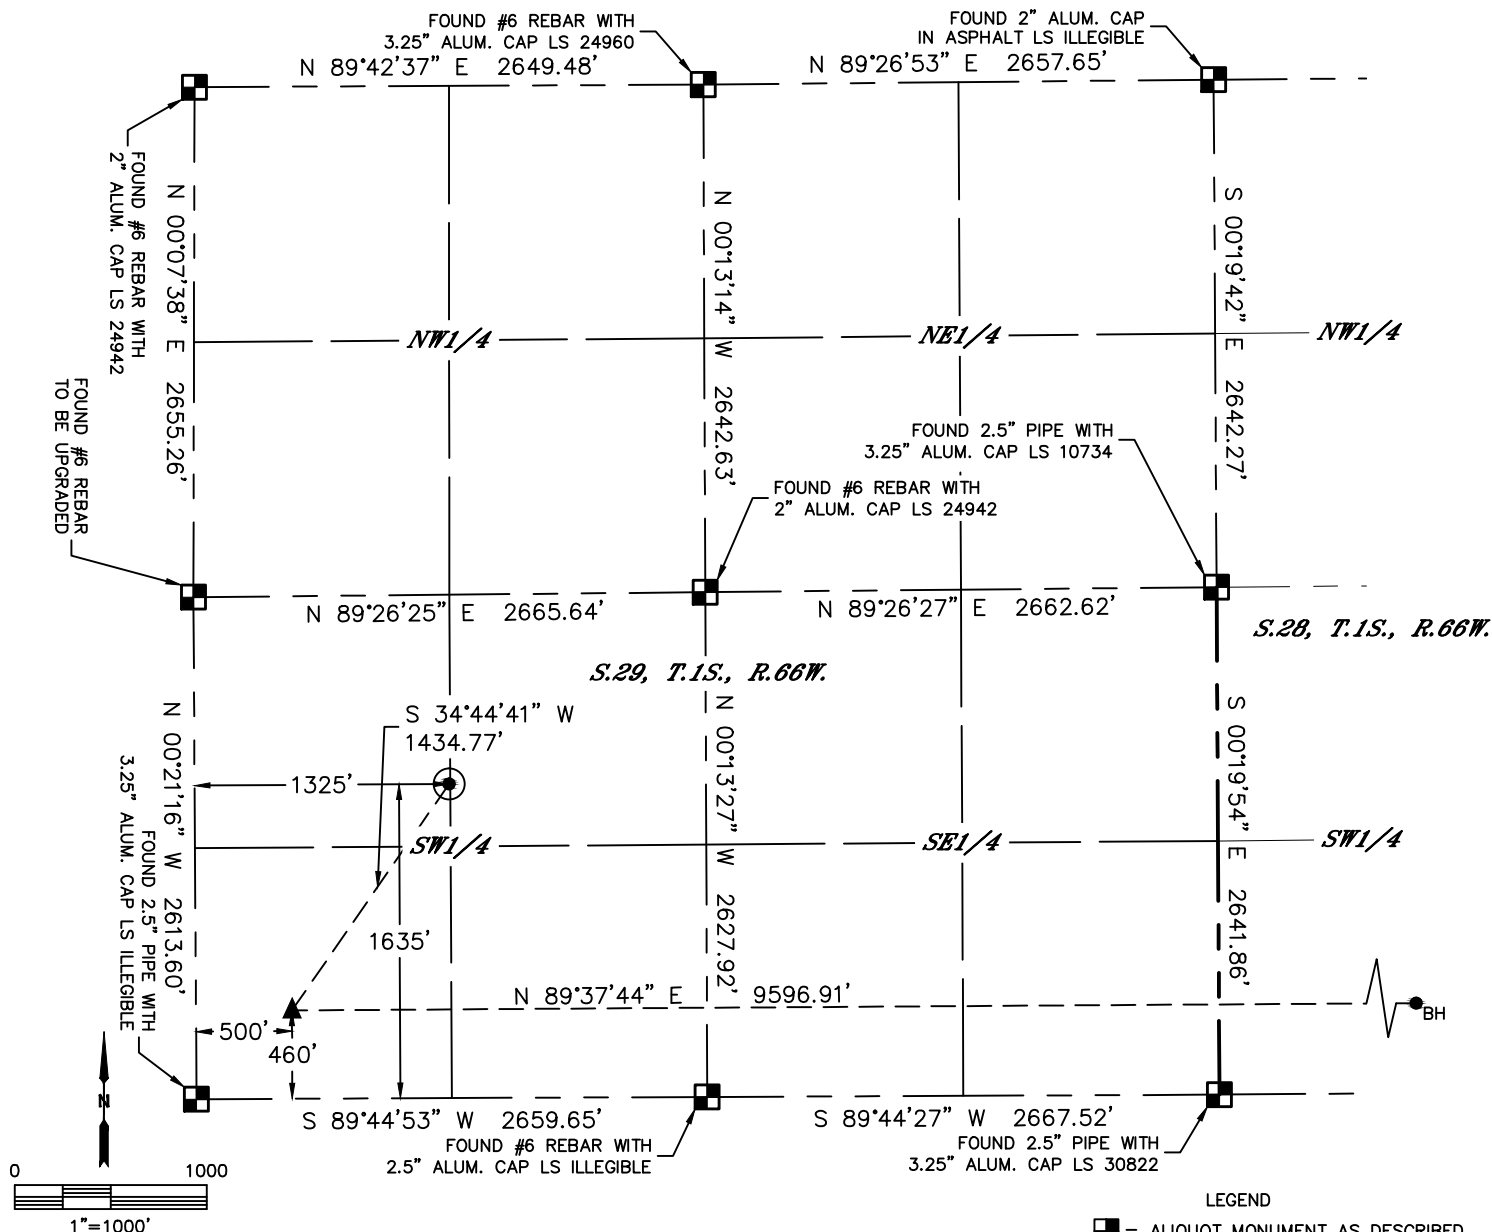 FOUND #6 REBAR WITH
3.25" ALUM. CAP LS 24960
FOUND 2" ALUM. CAP
IN ASPHALT LS ILLEGIBLE
N 89°42'37" E 2649.48'
N 89°26'53" E 2657.65'
FOUND #6 REBAR WITH
2" ALUM. CAP LS 24942
N 00°07'38" E 2655.26'
N 00°13'14" W 2642.63'
S 00°19'42" E 2642.27'
NW1/4
NE1/4
NW1/4
FOUND #6 REBAR
TO BE UPGRADED
FOUND 2.5" PIPE WITH
3.25" ALUM. CAP LS 10734
FOUND #6 REBAR WITH
2" ALUM. CAP LS 24942
N 89°26'25" E 2665.64'
N 89°26'27" E 2662.62'
S.28, T.1S., R.66W.
S.29, T.1S., R.66W.
S 34°44'41" W
1434.77'
1325'
N 00°21'16" W 2613.60'
N 00°13'27" W 2627.92'
S 00°19'54" E 2641.86'
FOUND 2.5" PIPE WITH
3.25" ALUM. CAP LS ILLEGIBLE
SW1/4
SE1/4
SW1/4
1635'
N 89°37'44" E 9596.91'
BH
500'
460'
N
S 89°44'53" W 2659.65'
S 89°44'27" W 2667.52'
FOUND #6 REBAR WITH
2.5" ALUM. CAP LS ILLEGIBLE
FOUND 2.5" PIPE WITH
3.25" ALUM. CAP LS 30822
0 1000
1"=1000'
LEGEND
- ALIQUOT MONUMENT AS DESCRIBED